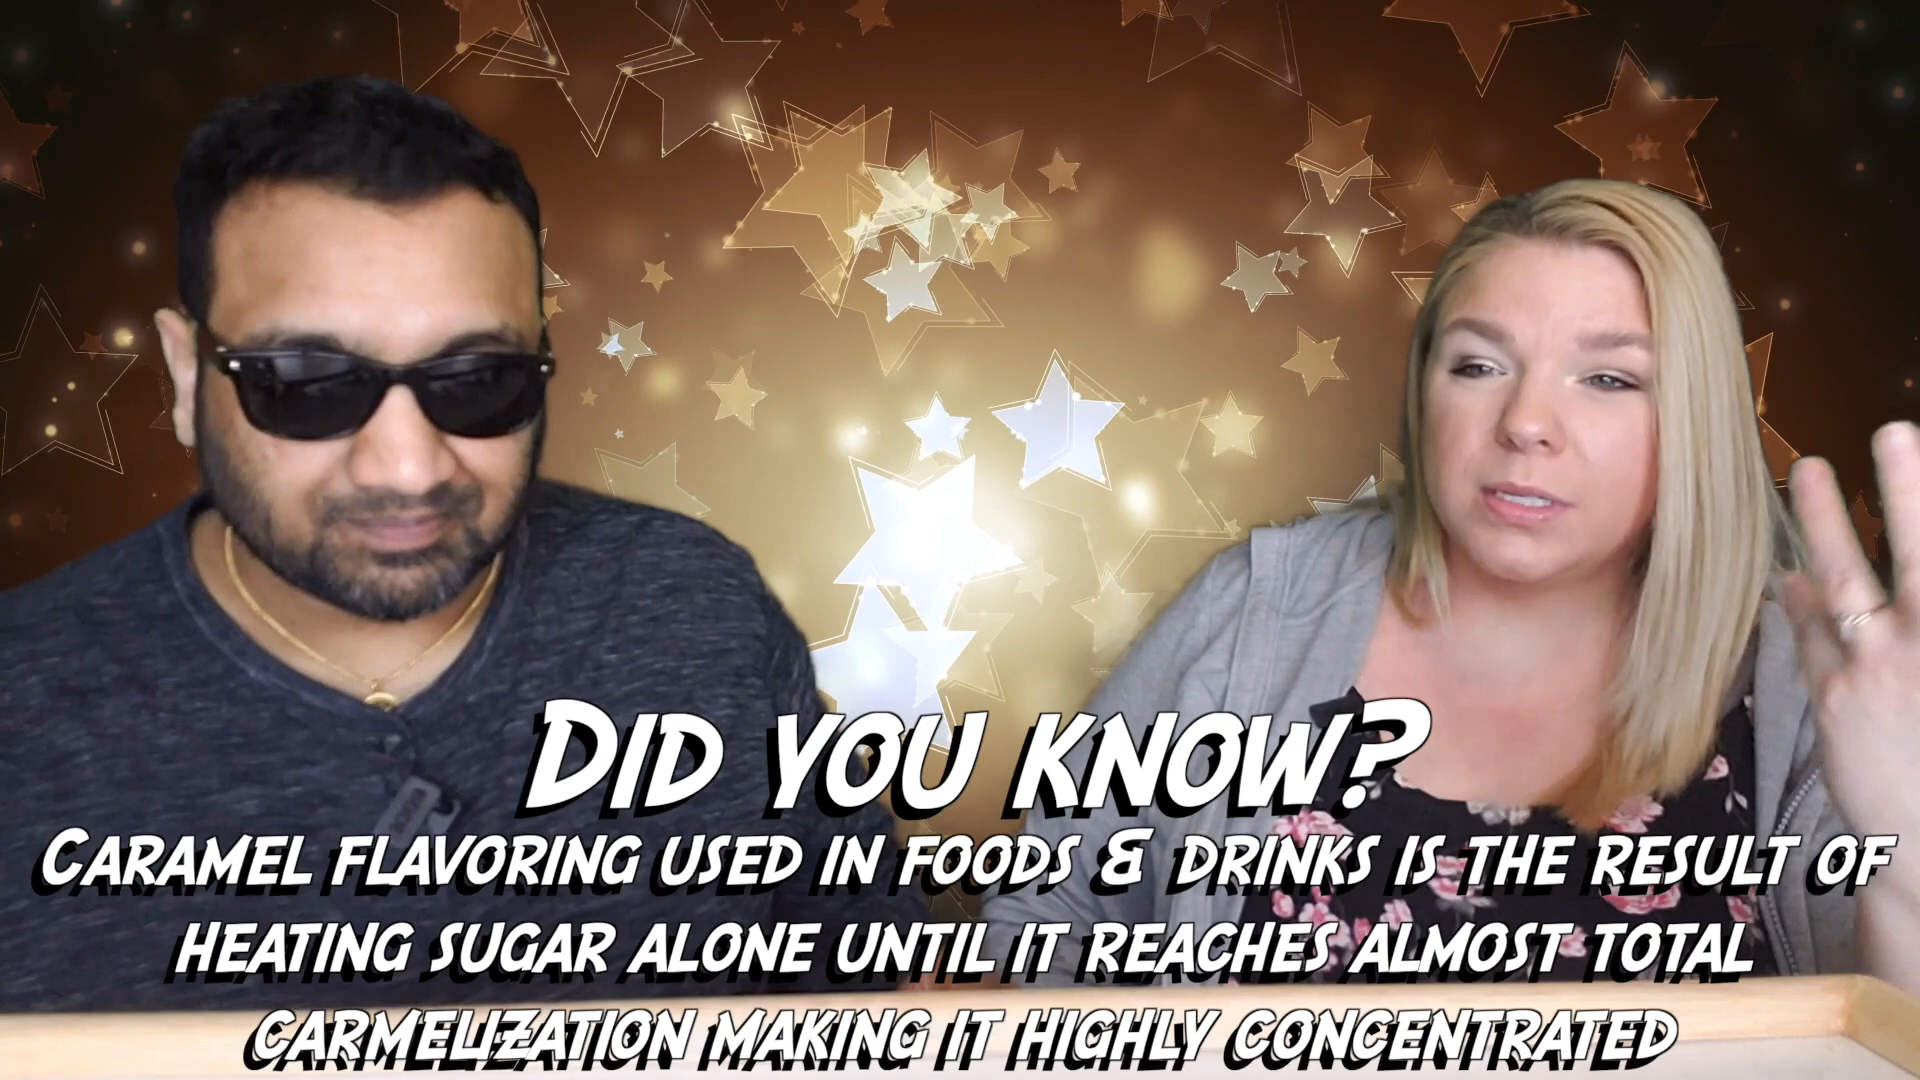 Did you know?
Caramel flavoring used in foods & drinks is the result of
heating sugar alone until it reaches almost total
carmelization making it highly concentrated